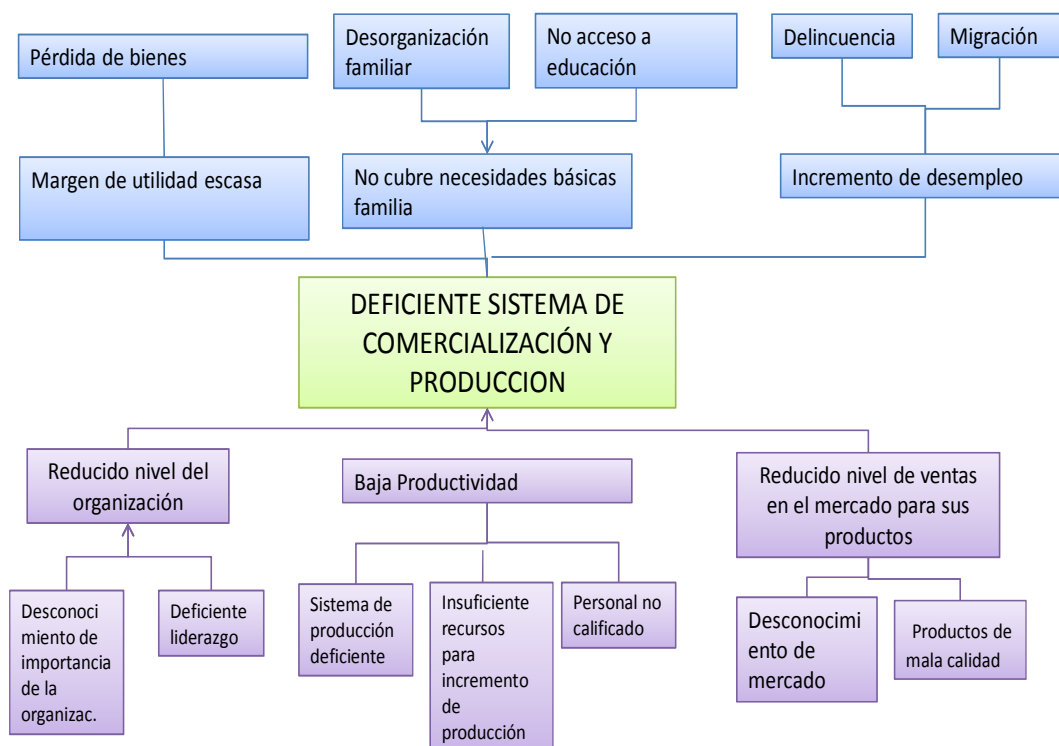 Pérdida de bienes
Desorganización
familiar
No acceso a
educación
Delincuencia
Migración
Margen de utilidad escasa
No cubre necesidades básicas
familia
Incremento de desempleo
DEFICIENTE SISTEMA DE
COMERCIALIZACIÓN Y
PRODUCCION
Reducido nivel del
organización
Baja Productividad
Reducido nivel de ventas
en el mercado para sus
productos
Desconoci
miento de
importancia
de la
organizac.
Deficiente
liderazgo
Sistema de
producción
deficiente
Insuficiente
recursos
para
incremento
de
producción
Personal no
calificado
Desconocimi
ento de
mercado
Productos de
mala calidad